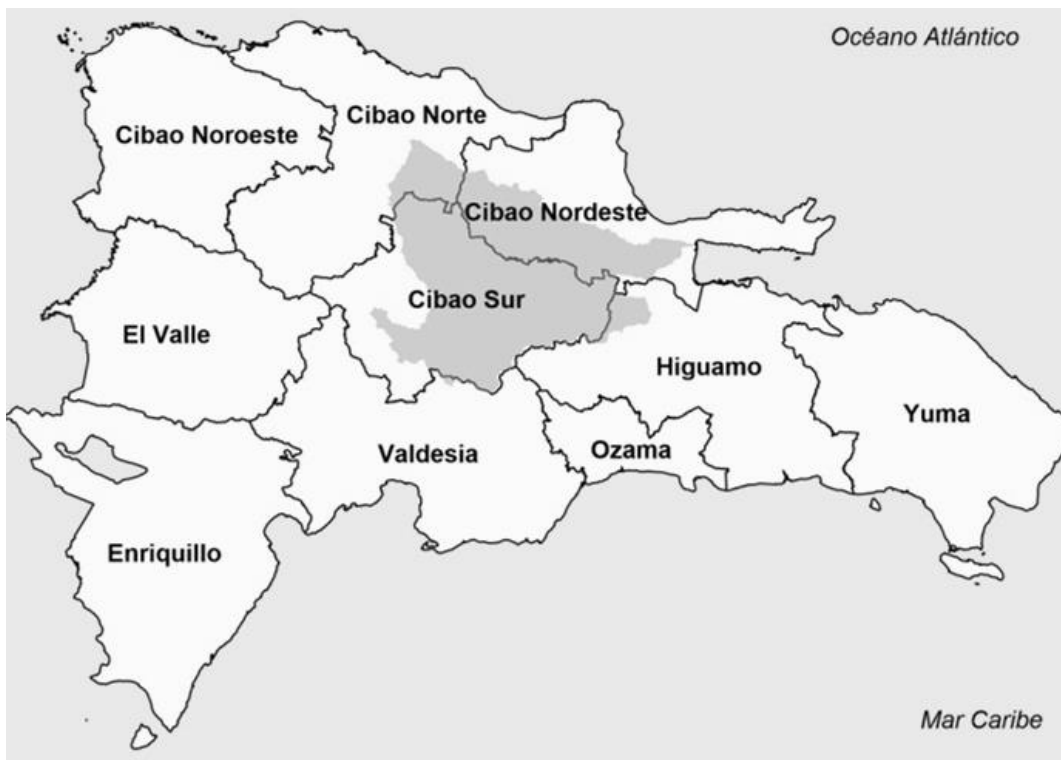 Océano Atlántico
Cibao Norte
Cibao Noroeste
Cibao Nordeste
Cibao Sur
El Valle
Higuamo
Yuma
Valdesia
Ozama
Enriquillo
Mar Caribe